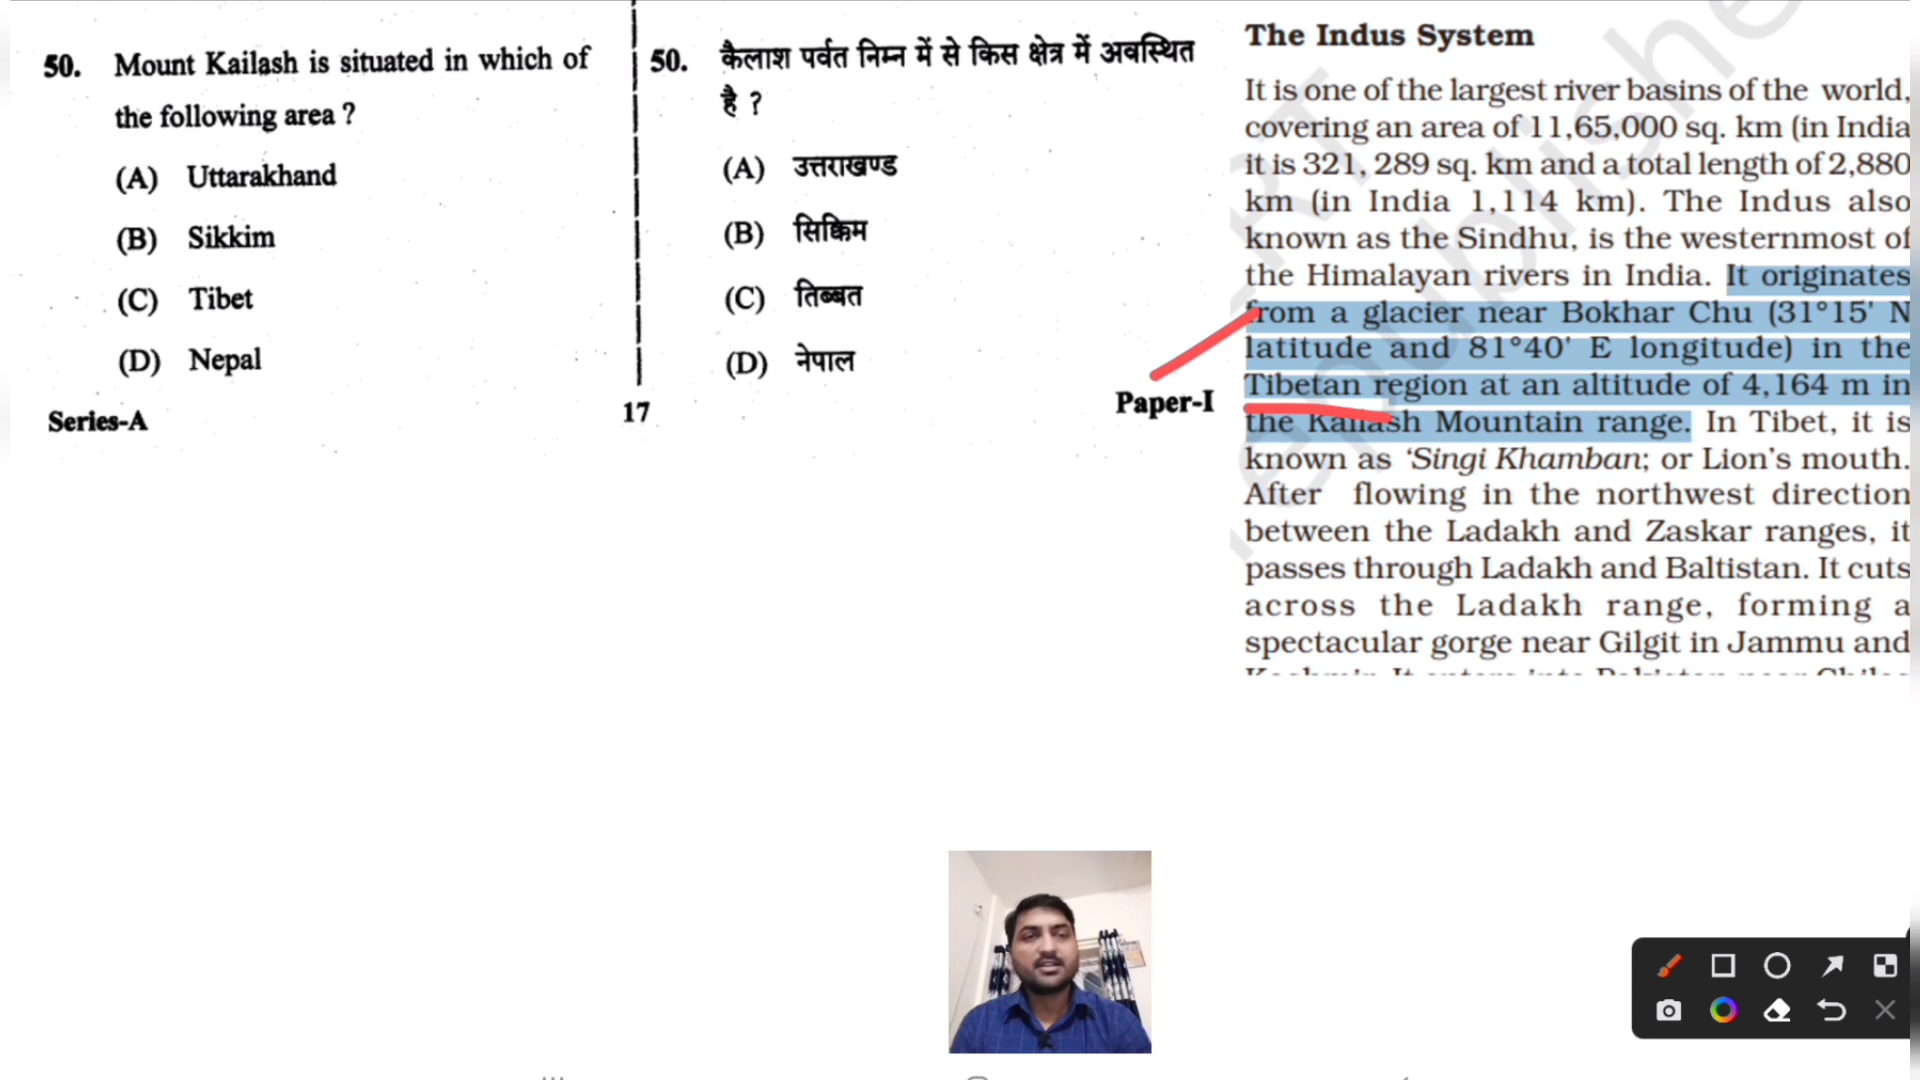 50. Mount Kailash is situated in which of
the following area ?
(A) Uttarakhand
(B) Sikkim
(C) Tibet
(D) Nepal
Series-A
17
50. कैलाश पर्वत निम्न में से किस क्षेत्र में अवस्थित
है ?
(A) उत्तराखण्ड
(B) सिक्किम
(C) तिब्बत
(D) नेपाल
Paper-I
The Indus System
It is one of the largest river basins of the world,
covering an area of 11,65,000 sq. km (in India
it is 321, 289 sq. km and a total length of 2,880
km (in India 1,114 km). The Indus also
known as the Sindhu, is the westernmost of
the Himalayan rivers in India. It originates
from a glacier near Bokhar Chu (31°15' N
latitude and 81°40' E longitude) in the
Tibetan region at an altitude of 4,164 m in
the Kailash Mountain range. In Tibet, it is
known as ‘Singi Khamban; or Lion’s mouth.
After flowing in the northwest direction
between the Ladakh and Zaskar ranges, it
passes through Ladakh and Baltistan. It cuts
across the Ladakh range, forming a
spectacular gorge near Gilgit in Jammu and